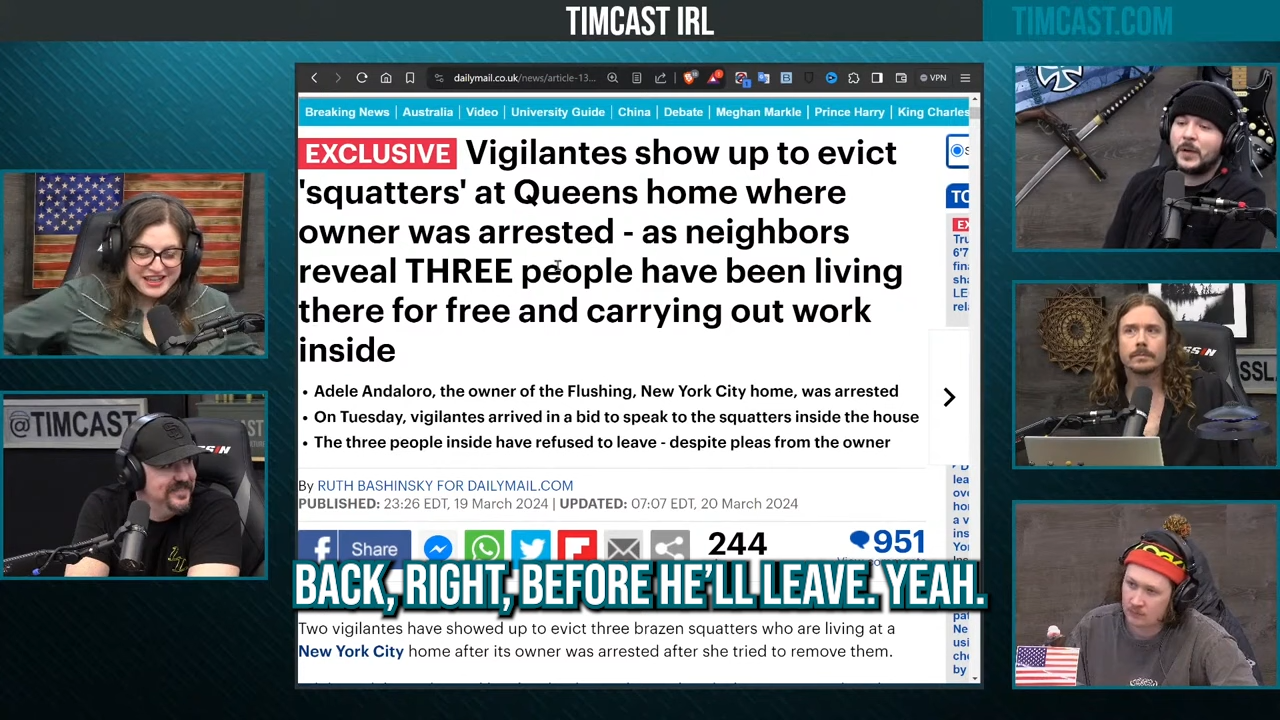 TIMCAST IRL
TIMCAST.COM
dailymail.co.uk/news/article-13...
VPN
Breaking News | Australia | Video | University Guide | China | Debate | Meghan Markle | Prince Harry | King Charles
EXCLUSIVE Vigilantes show up to evict
'squatters' at Queens home where
owner was arrested - as neighbors
reveal THREE people have been living
there for free and carrying out work
inside
• Adele Andaloro, the owner of the Flushing, New York City home, was arrested
• On Tuesday, vigilantes arrived in a bid to speak to the squatters inside the house
• The three people inside have refused to leave - despite pleas from the owner
By RUTH BASHINSKY FOR DAILYMAIL.COM
PUBLISHED: 23:26 EDT, 19 March 2024 | UPDATED: 07:07 EDT, 20 March 2024
Share
244
951
BACK, RIGHT, BEFORE HE'LL LEAVE. YEAH.
Two vigilantes have showed up to evict three brazen squatters who are living at a
New York City home after its owner was arrested after she tried to remove them.
@TIMCAST